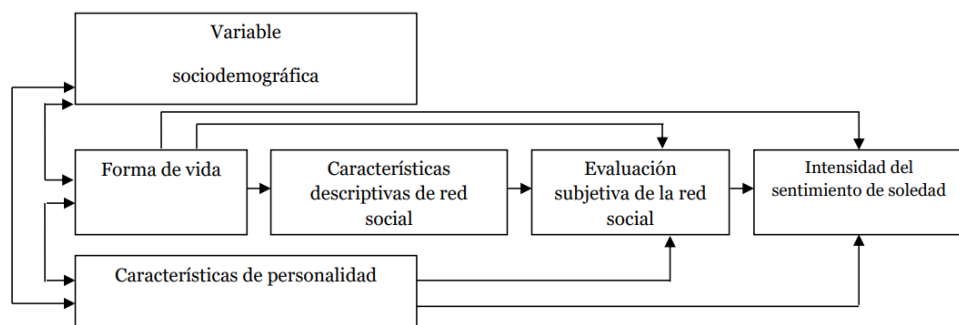 Variable
sociodemográfica
Forma de vida
Características
descriptivas de red
social
Evaluación
subjetiva de la red
social
Intensidad del
sentimiento de soledad
Características de personalidad